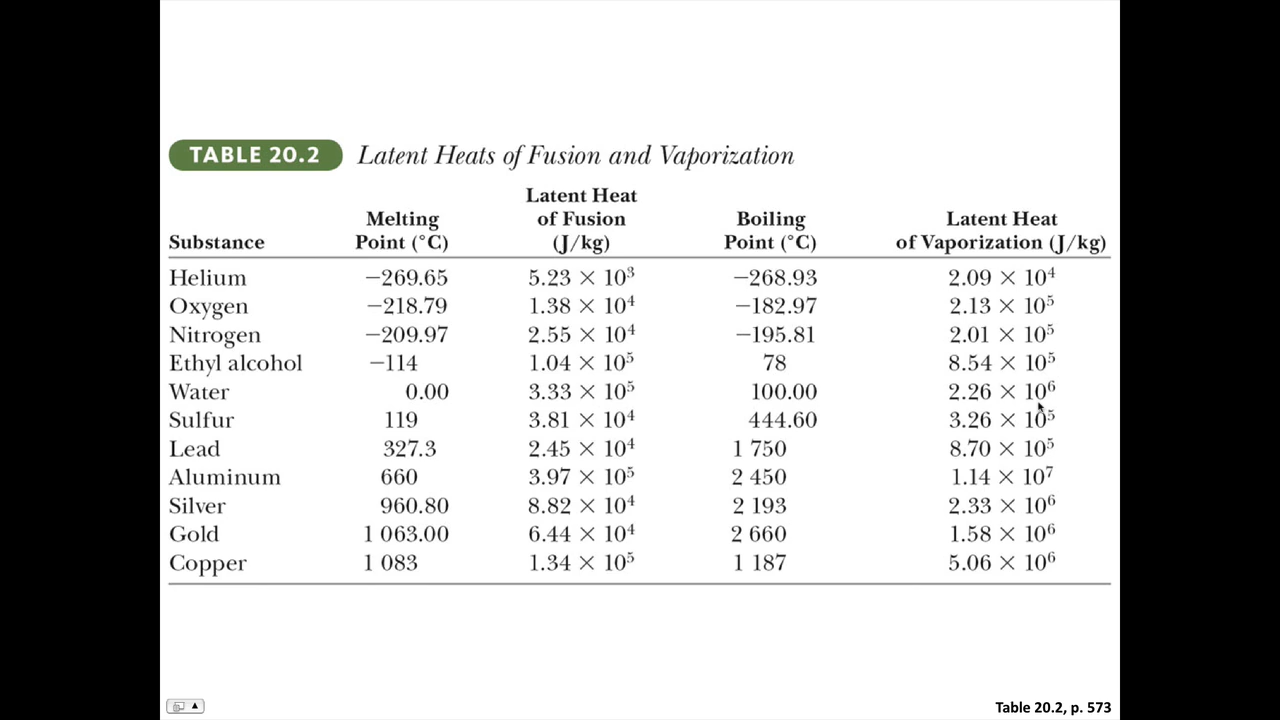 TABLE 20.2 Latent Heats of Fusion and Vaporization
Latent Heat
Melting of Fusion Boiling Latent Heat
Substance Point (°C) (J/kg) Point (°C) of Vaporization (J/kg)
Helium −269.65 5.23 × 10³ −268.93 2.09 × 10⁴
Oxygen −218.79 1.38 × 10⁴ −182.97 2.13 × 10⁵
Nitrogen −209.97 2.55 × 10⁴ −195.81 2.01 × 10⁵
Ethyl alcohol −114 1.04 × 10⁵ 78 8.54 × 10⁵
Water 0.00 3.33 × 10⁵ 100.00 2.26 × 10⁶
Sulfur 119 3.81 × 10⁴ 444.60 3.26 × 10⁵
Lead 327.3 2.45 × 10⁴ 1 750 8.70 × 10⁵
Aluminum 660 3.97 × 10⁵ 2 450 1.14 × 10⁷
Silver 960.80 8.82 × 10⁴ 2 193 2.33 × 10⁶
Gold 1 063.00 6.44 × 10⁴ 2 660 1.58 × 10⁶
Copper 1 083 1.34 × 10⁵ 1 187 5.06 × 10⁶
Table 20.2, p. 573